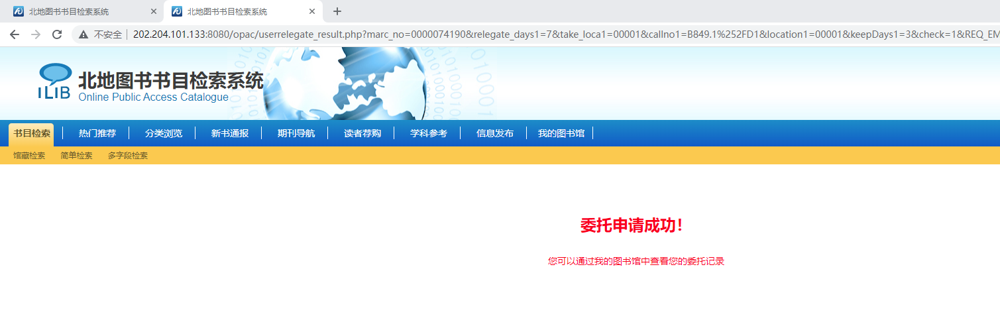 北地图书书目检索系统
北地图书书目检索系统
不安全 202.204.101.133:8080/opac/userrelegate_result.php?marc_no=0000074190&relegate_days1=7&take_loca1=00001&callno1=B849.1%252FD1&location1=00001&keepDays1=3&check=1&REQ_EM
ILIB
北地图书书目检索系统
Online Public Access Catalogue
书目检索 热门推荐 分类浏览 新书通报 期刊导航 读者荐购 学科参考 信息发布 我的图书馆
馆藏检索 简单检索 多字段检索
委托申请成功！
您可以通过我的图书馆中查看您的委托记录